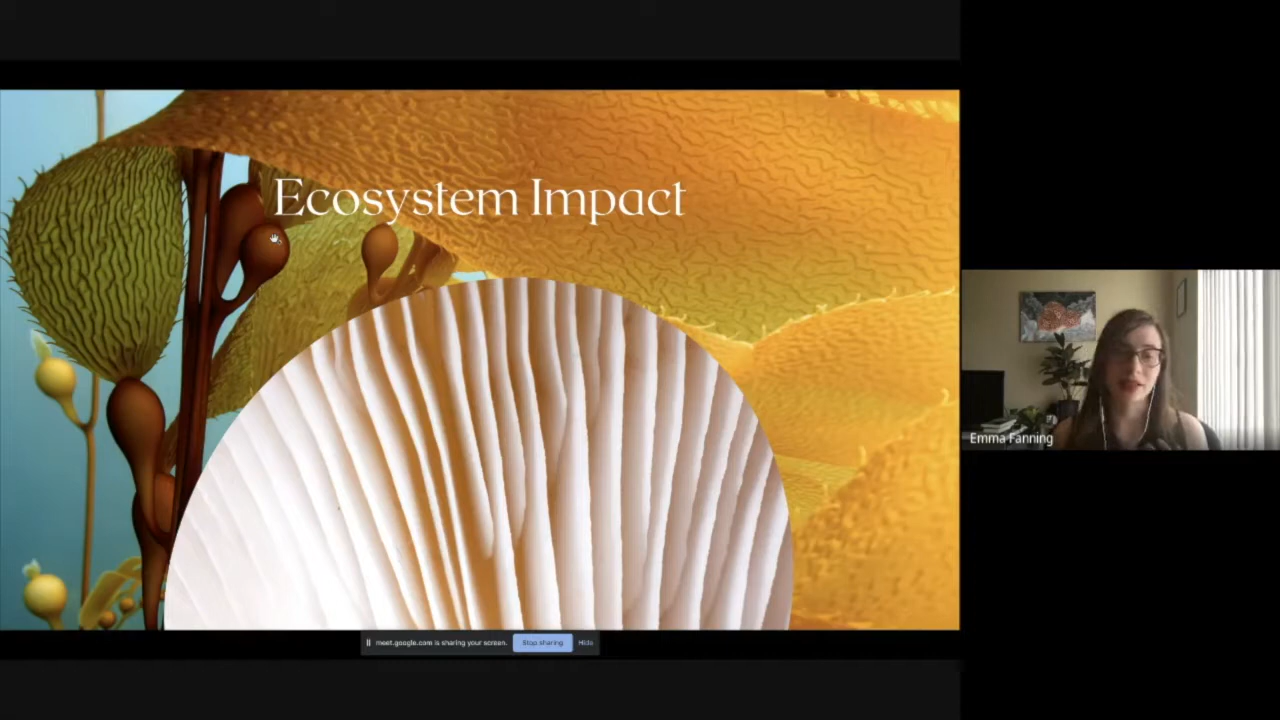 Ecosystem Impact
Emma Fanning
meet.google.com is sharing your screen. Stop sharing Hide